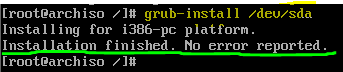 [root@archiso /]# grub-install /dev/sda
Installing for i386-pc platform.
Installation finished. No error reported.
[root@archiso /]#